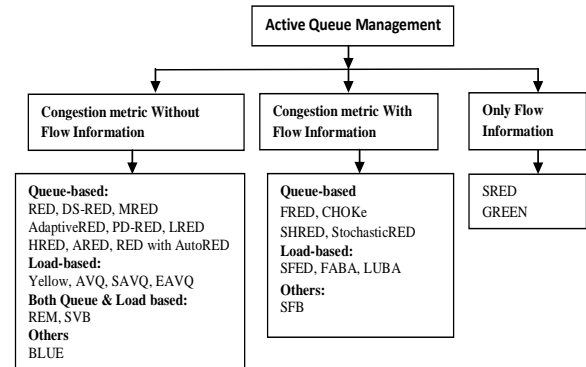 Active Queue Management
Congestion metric Without
Flow Information
Congestion metric With
Flow Information
Only Flow
Information
Queue-based:
RED, DS-RED, MRED
AdaptiveRED, PD-RED, LRED
HRED, ARED, RED with AutoRED
Load-based:
Yellow, AVQ, SAVQ, EAVQ
Both Queue & Load based:
REM, SVB
Others
BLUE
Queue-based
FRED, CHOKe
SHRED, StochasticRED
Load-based:
SFED, FABA, LUBA
Others:
SFB
SRED
GREEN